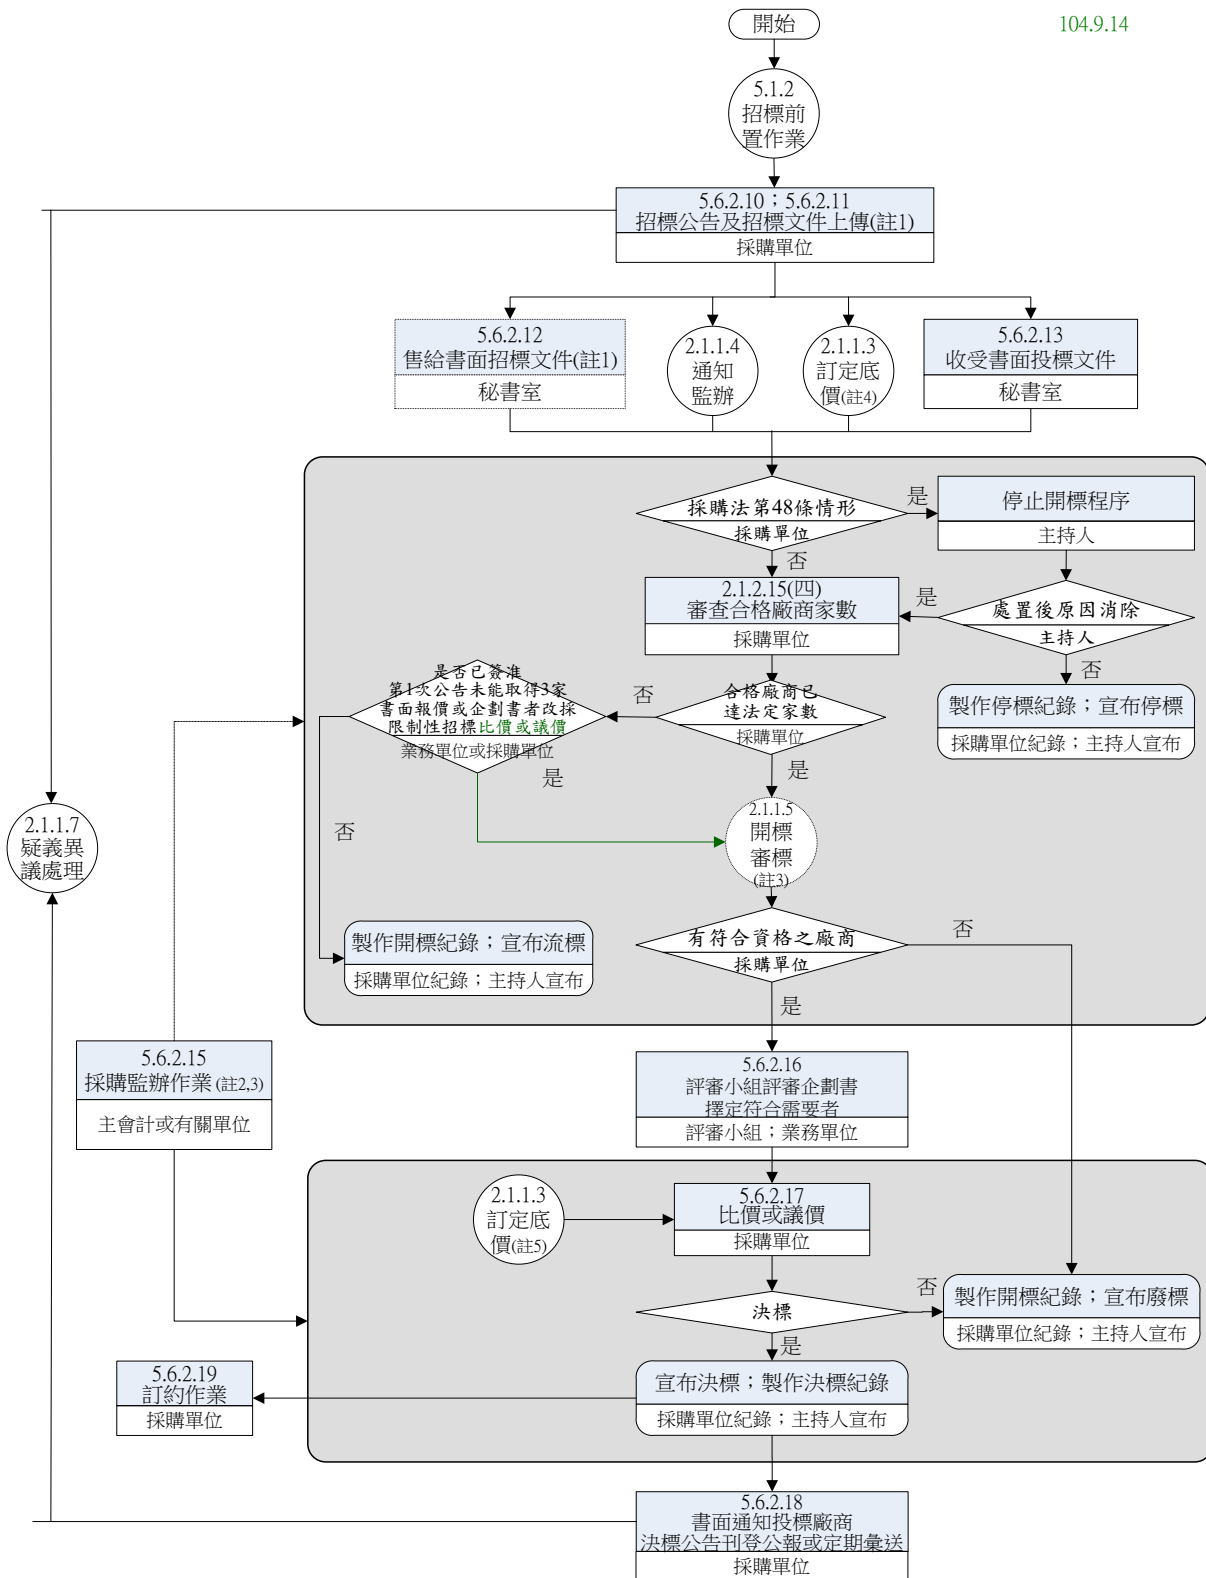 開始
104.9.14
5.1.2
招標前
置作業
5.6.2.10；5.6.2.11
招標公告及招標文件上傳(註1)
採購單位
5.6.2.12
售給書面招標文件(註1)
秘書室
2.1.1.4
通知
監辦
2.1.1.3
訂定底
價(註4)
5.6.2.13
收受書面投標文件
秘書室
採購法第48條情形
採購單位
是
否
停止開標程序
主持人
2.1.2.15(四)
審查合格廠商家數
採購單位
是
處置後原因消除
主持人
否
製作停標紀錄；宣布停標
採購單位紀錄；主持人宣布
是否已簽准
第1次公告未能取得3家
書面報價或企劃書者改採
限制性招標比價或議價
業務單位或採購單位
否
合格廠商已
達法定家數
採購單位
是
是
否
2.1.1.5
開標
審標
(註3)
2.1.1.7
疑義異
議處理
製作開標紀錄；宣布流標
採購單位紀錄；主持人宣布
有符合資格之廠商
採購單位
否
是
5.6.2.15
採購監辦作業(註2,3)
主會計或有關單位
5.6.2.16
評審小組評審企劃書
擇定符合需要者
評審小組；業務單位
2.1.1.3
訂定底
價(註5)
5.6.2.17
比價或議價
採購單位
決標
否
是
製作開標紀錄；宣布廢標
採購單位紀錄；主持人宣布
5.6.2.19
訂約作業
採購單位
宣布決標；製作決標紀錄
採購單位紀錄；主持人宣布
5.6.2.18
書面通知投標廠商
決標公告刊登公報或定期彙送
採購單位